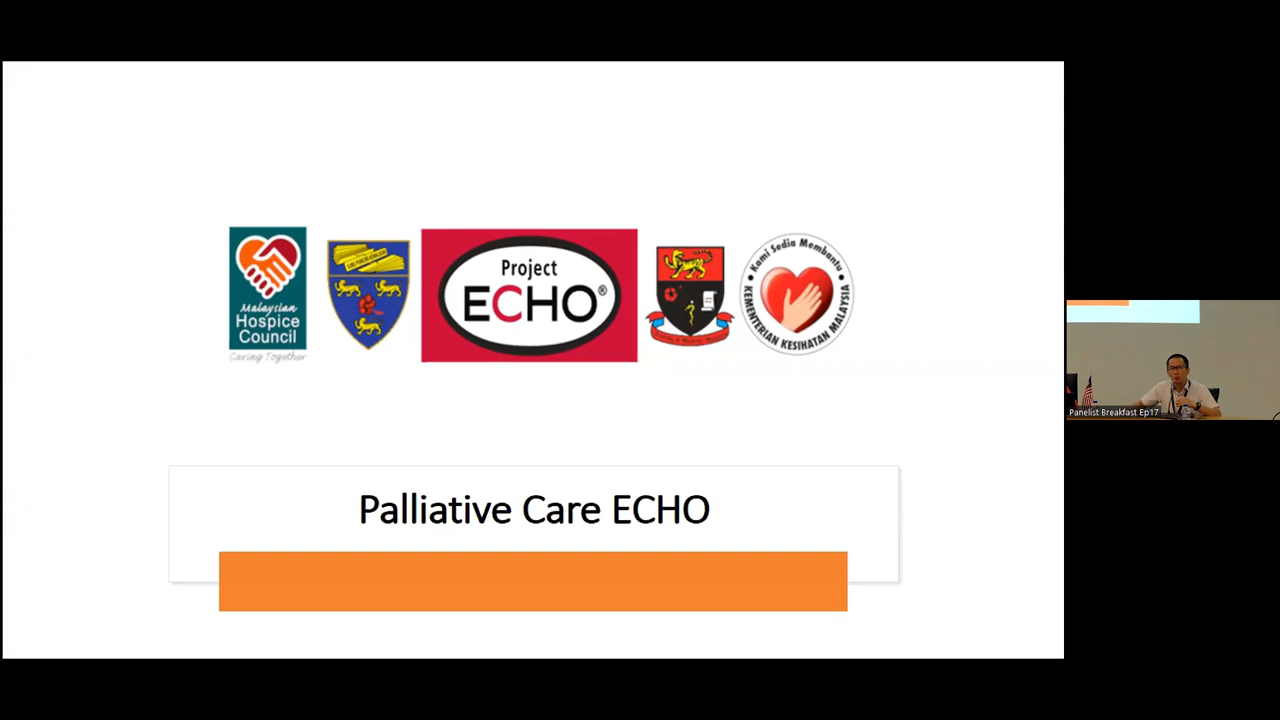 Malaysian
Hospice
Council
Caring Together
Project
ECHO®
Kami Sedia Membantu
KEMENTERIAN KESIHATAN MALAYSIA
Palliative Care ECHO
Panelist Breakfast Ep17